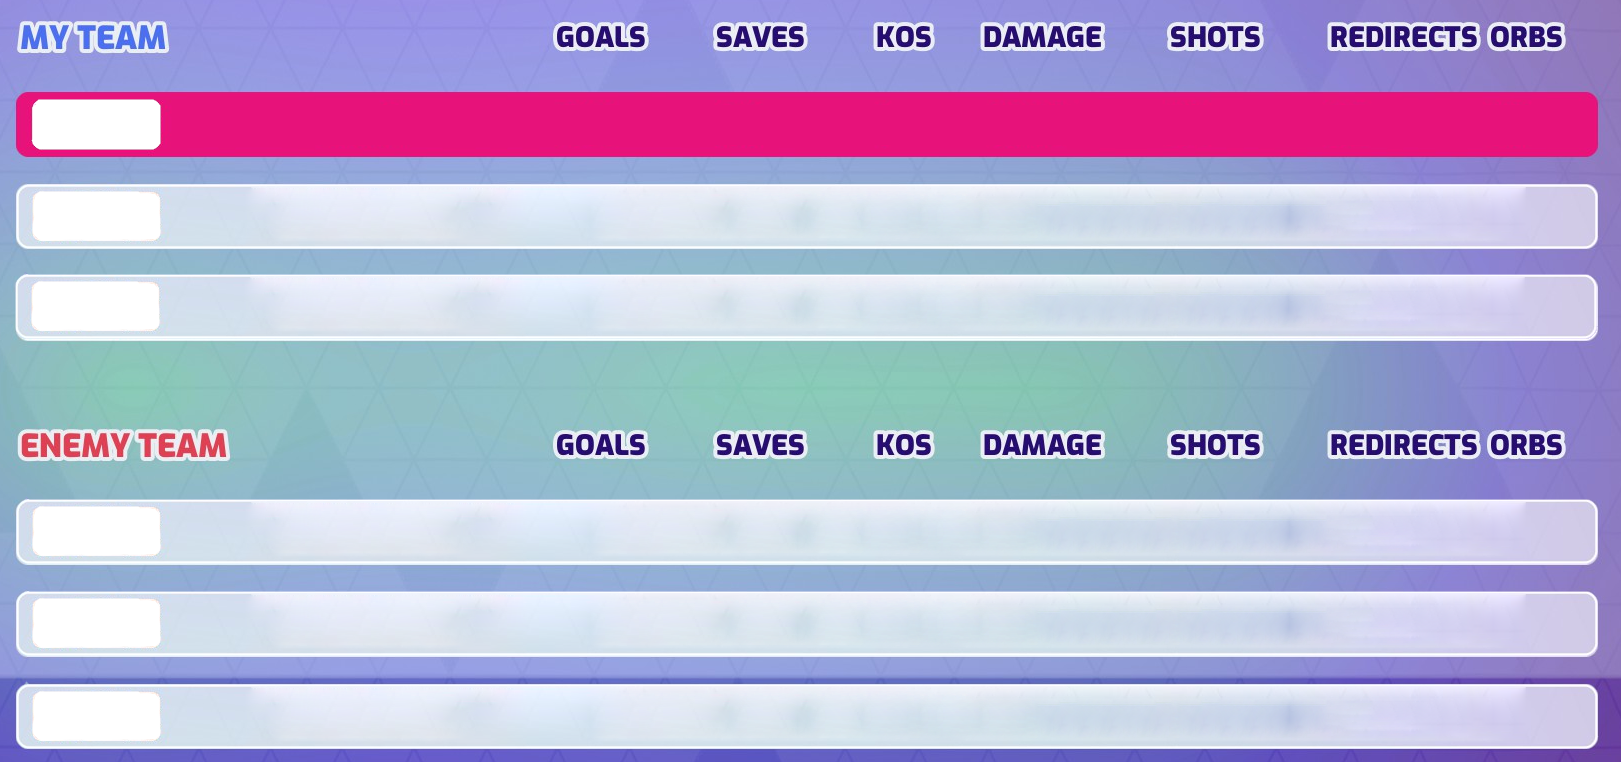 MY TEAM GOALS SAVES KOS DAMAGE SHOTS REDIRECTS ORBS
ENEMY TEAM GOALS SAVES KOS DAMAGE SHOTS REDIRECTS ORBS